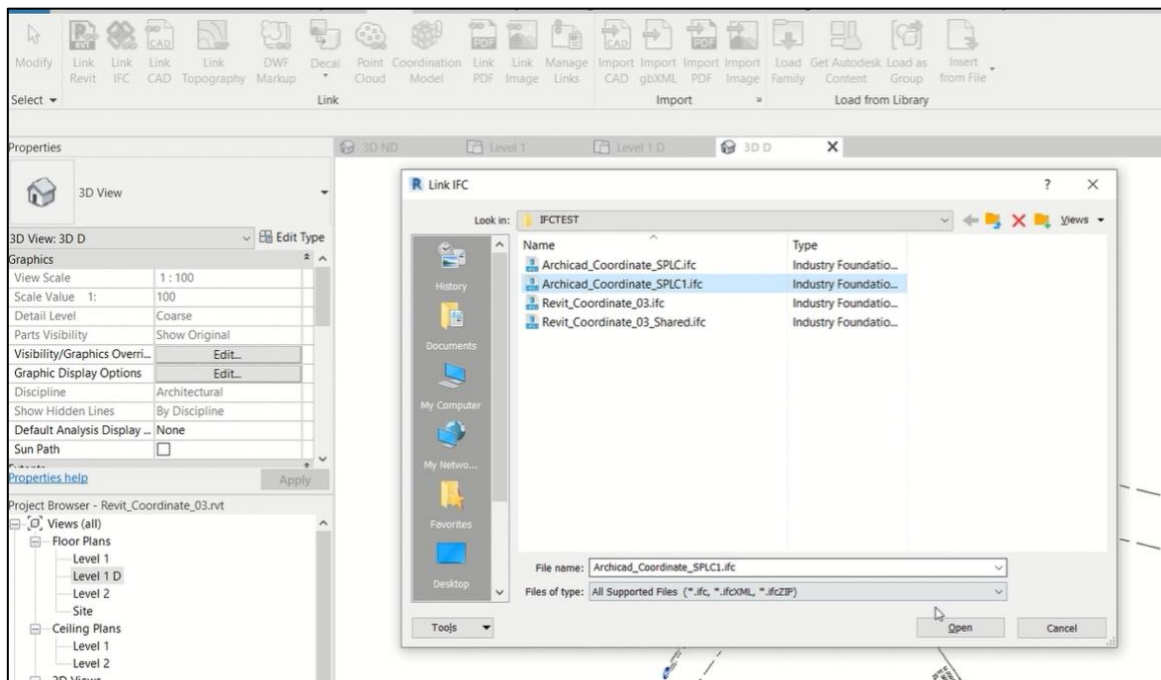 Modify Link Revit Link IFC Link CAD Link Topography DWF Markup Decal Point Cloud Coordination Model Link PDF Link Image Manage Links Import CAD Import gbXML Import PDF Import Image Load Family Get Autodesk Content Load as Group Insert from File
Select Link Import Load from Library
Properties
3D ND Level 1 Level 1 D 3D D
3D View
3D View: 3D D Edit Type
Graphics
View Scale 1 : 100
Scale Value 1: 100
Detail Level Coarse
Parts Visibility Show Original
Visibility/Graphics Overri... Edit...
Graphic Display Options Edit...
Discipline Architectural
Show Hidden Lines By Discipline
Default Analysis Display ... None
Sun Path
Properties help Apply
Project Browser - Revit_Coordinate_03.rvt
Views (all)
Floor Plans
Level 1
Level 1 D
Level 2
Site
Ceiling Plans
Level 1
Level 2
3D Views
Link IFC
Look in: IFCTEST Views
Name Type
Archicad_Coordinate_SPLC.ifc Industry Foundatio...
Archicad_Coordinate_SPLC1.ifc Industry Foundatio...
Revit_Coordinate_03.ifc Industry Foundatio...
Revit_Coordinate_03_Shared.ifc Industry Foundatio...
History
Documents
My Computer
My Netwo...
Favorites
Desktop
File name: Archicad_Coordinate_SPLC1.ifc
Files of type: All Supported Files (*.ifc, *.ifcXML, *.ifcZIP)
Tools Open Cancel